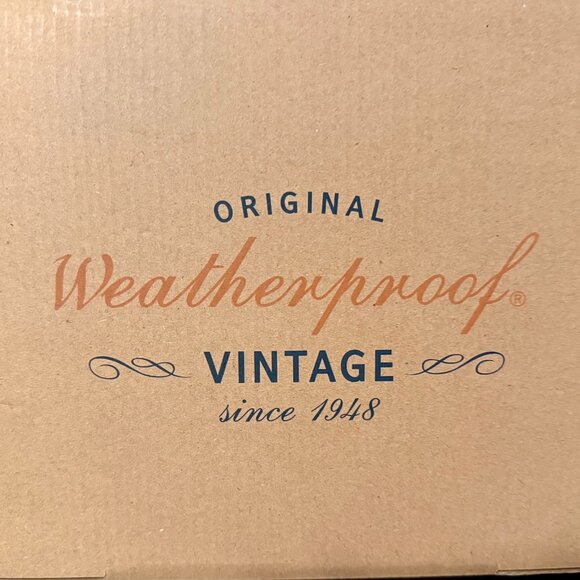 ORIGINAL
Weatherproof®
VINTAGE
since 1948